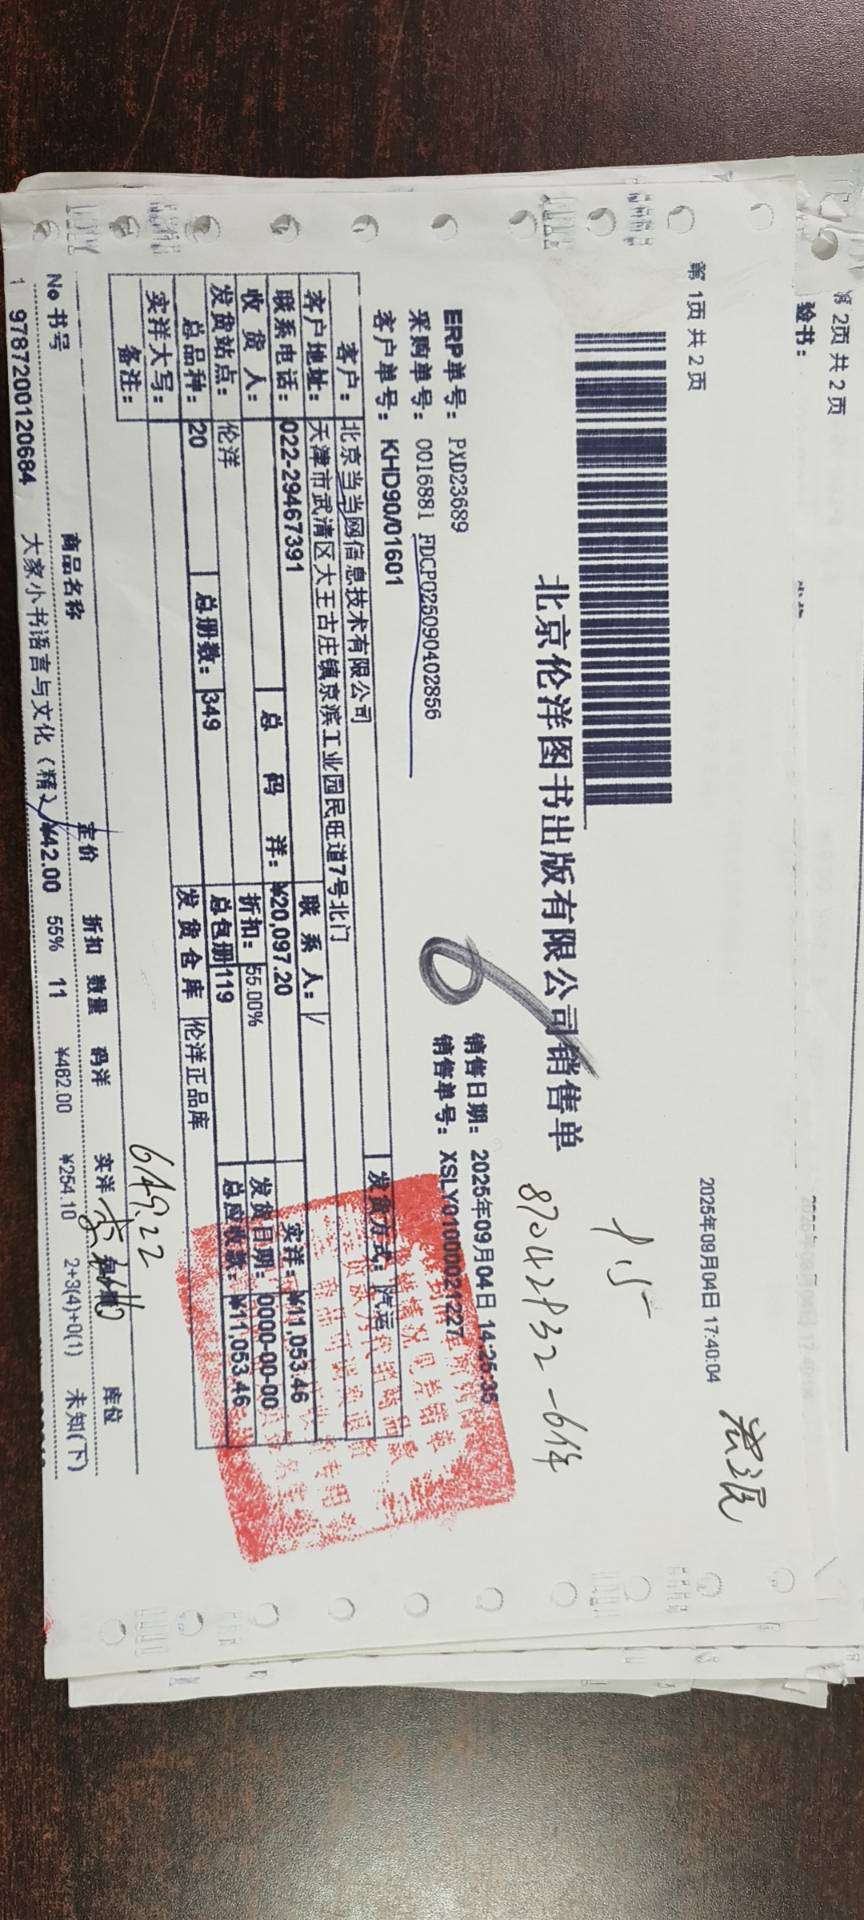 第 2页 共 2页
验书：
第 1页 共 2页
2025年09月04日 17:40:04
北京伦洋图书出版有限公司销售单
87042832-6件
ERP单号： PXD23689
销售日期： 2025年09月04日 14:25:35
采购单号： 0016881 FDCP025090402856
销售单号： XSLY01000021227
客户单号： KHD90/01601
客户： 北京当当网信息技术有限公司 发货方式： 汽运
客户地址： 天津市武清区大王古庄镇京滨工业园民旺道7号北门
联系电话： 022-29467391 联 系 人： / 实洋： ¥11,053.46
收 货 人： 总 码 洋： ¥20,097.20 发货日期： 0000-00-00
发货站点： 伦洋 折扣： 55.00% 总应收款： ¥11,053.46
总品种： 20 总册数： 349 总包册 119
实洋大写： 发货仓库 伦洋正品库
备注：
6149.22
No 书号 商品名称 定价 折扣 数量 码洋 实洋 库位
1 9787200120684 大家小书语言与文化（精） ¥42.00 55% 11 ¥462.00 ¥254.10 2+3(4)+0(1) 未知(下)